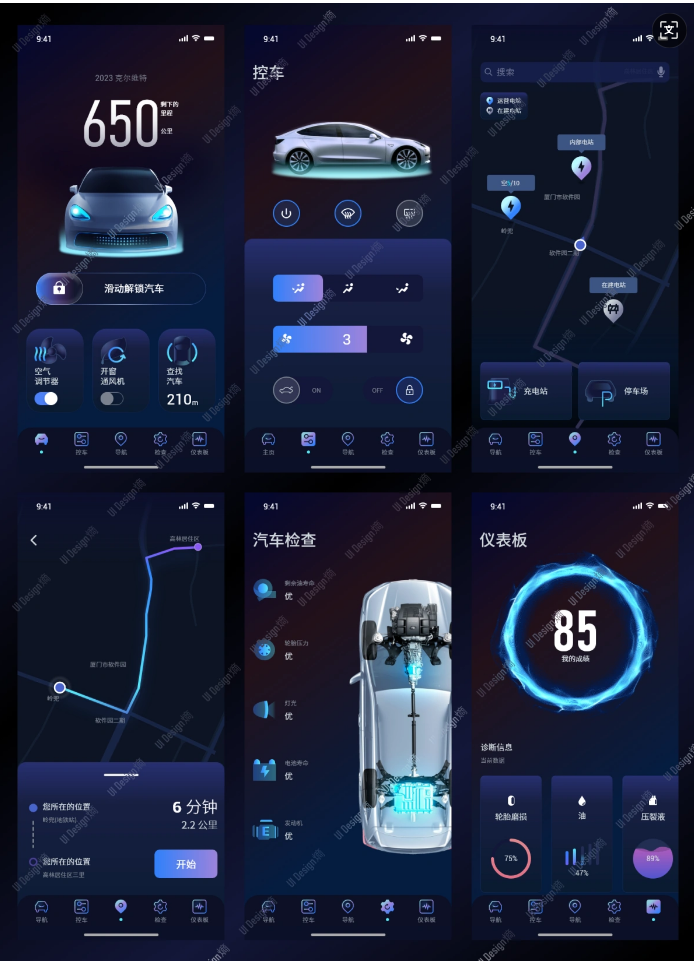 9:41
2023 克尔维特
650
剩下的
里程
公里
滑动解锁汽车
空气
调节器
开窗
通风机
查找
汽车
210m
导航
控车
导航
检查
仪表板
9:41
控车
3
ON
OFF
主页
控车
导航
检查
仪表板
9:41
搜索
运营电站
在建电站
内部电站
空5/10
厦门市软件园
岭兜
软件园二期
在建电站
充电站
停车场
导航
控车
导航
检查
仪表板
9:41
高林居住区
厦门市软件园
岭兜
软件园二期
您所在的位置
岭兜(地铁站)
6 分钟
2.2 公里
您所在的位置
高林居住区三里
开始
导航
控车
导航
检查
仪表板
9:41
汽车检查
剩余油寿命
优
轮胎压力
优
灯光
优
电池寿命
优
发动机
优
导航
控车
导航
检查
仪表板
9:41
仪表板
85
我的成绩
诊断信息
当前数据
轮胎磨损
75%
油
47%
压裂液
89%
导航
控车
导航
检查
仪表板